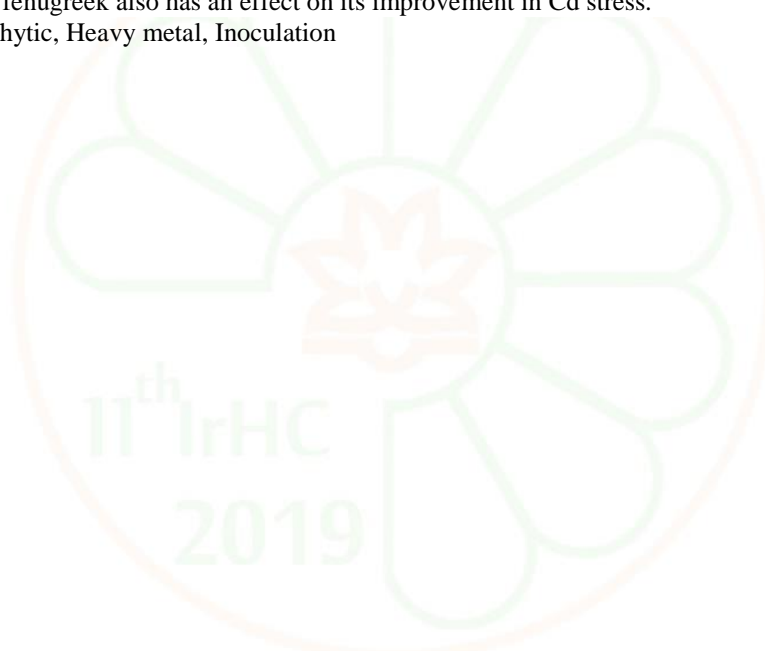 fenugreek also has an effect on its improvement in Cd stress.
hytic, Heavy metal, Inoculation
11th IrHC
2019